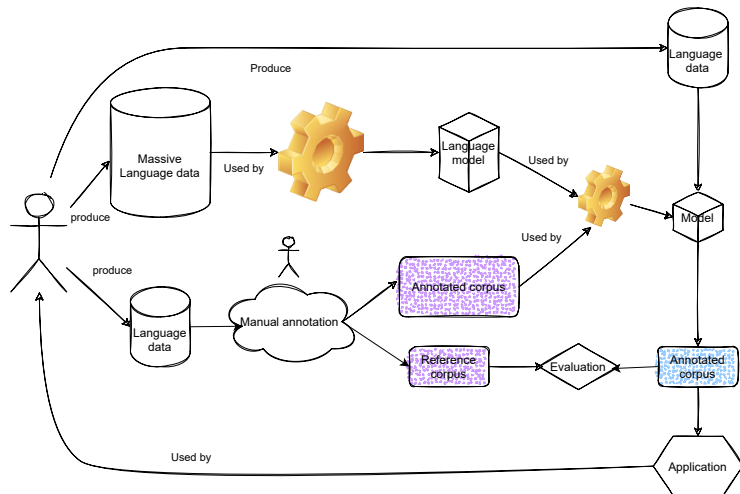 Language
data
Produce
Massive
Language data
Used by
Language
model
Used by
produce
Model
Used by
produce
Annotated corpus
Language
data
Manual annotation
Reference
corpus
Evaluation
Annotated
corpus
Used by
Application